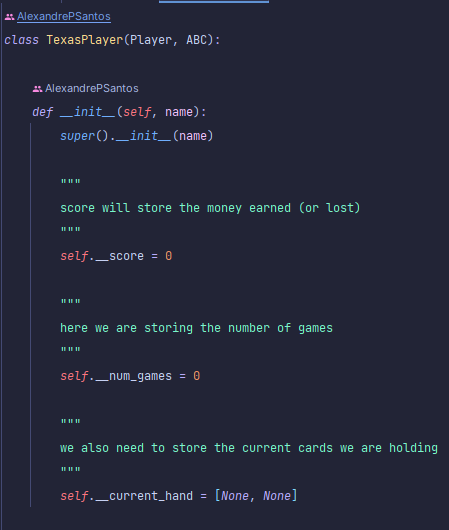 AlexandrePSantos
class TexasPlayer(Player, ABC):
AlexandrePSantos
def __init__(self, name):
super().__init__(name)
"""
score will store the money earned (or lost)
"""
self.__score = 0
"""
here we are storing the number of games
"""
self.__num_games = 0
"""
we also need to store the current cards we are holding
"""
self.__current_hand = [None, None]